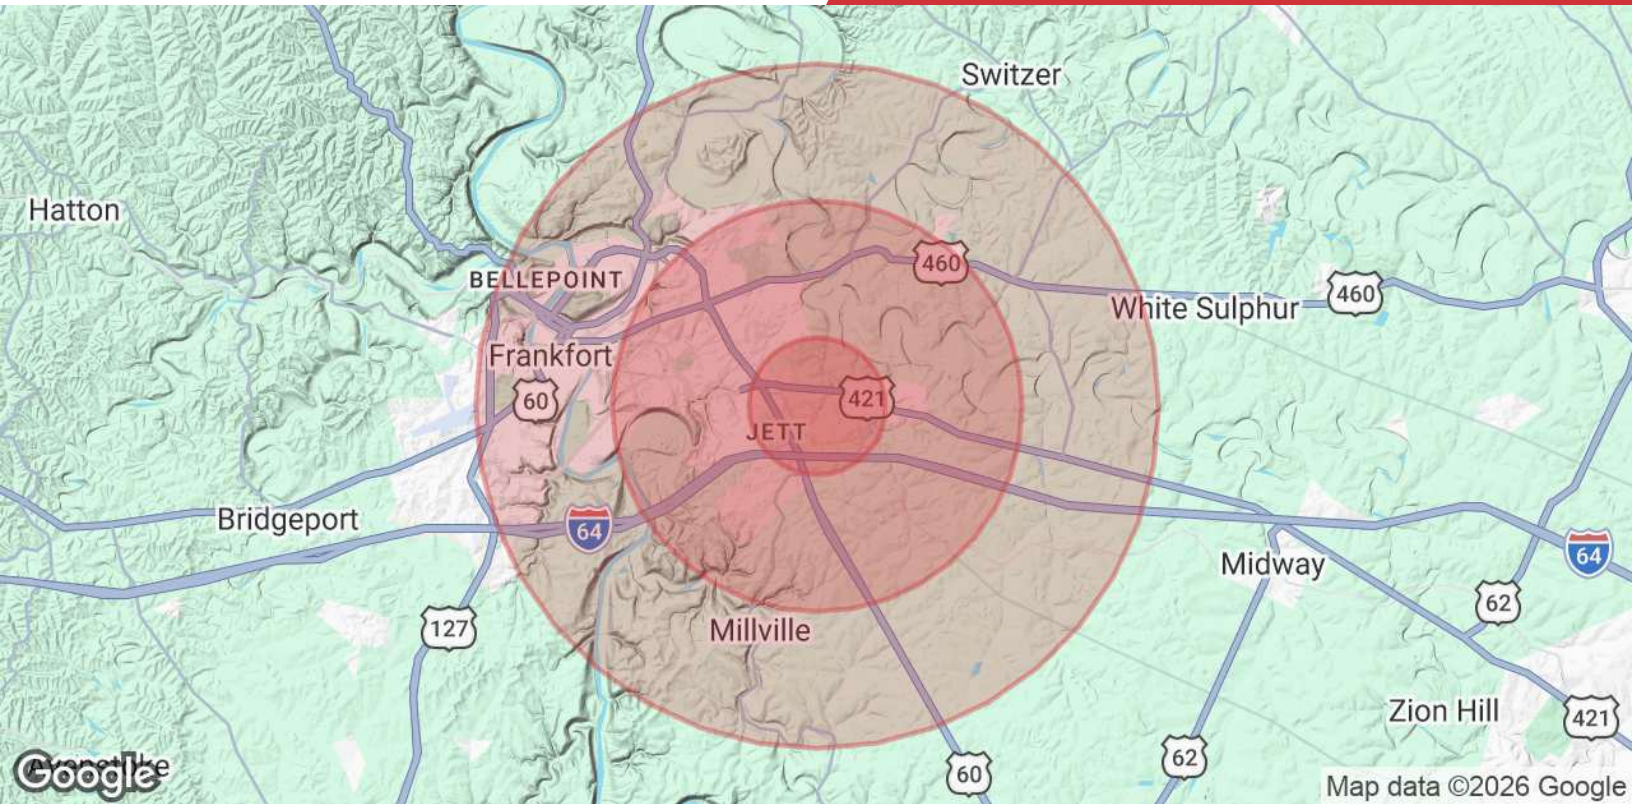 Switzer
Hatton
460
BELLEPOINT
460
White Sulphur
Frankfort
60
421
JETT
Bridgeport
64
64
Midway
62
127
Millville
Zion Hill
421
62
60
Google
Map data ©2026 Google